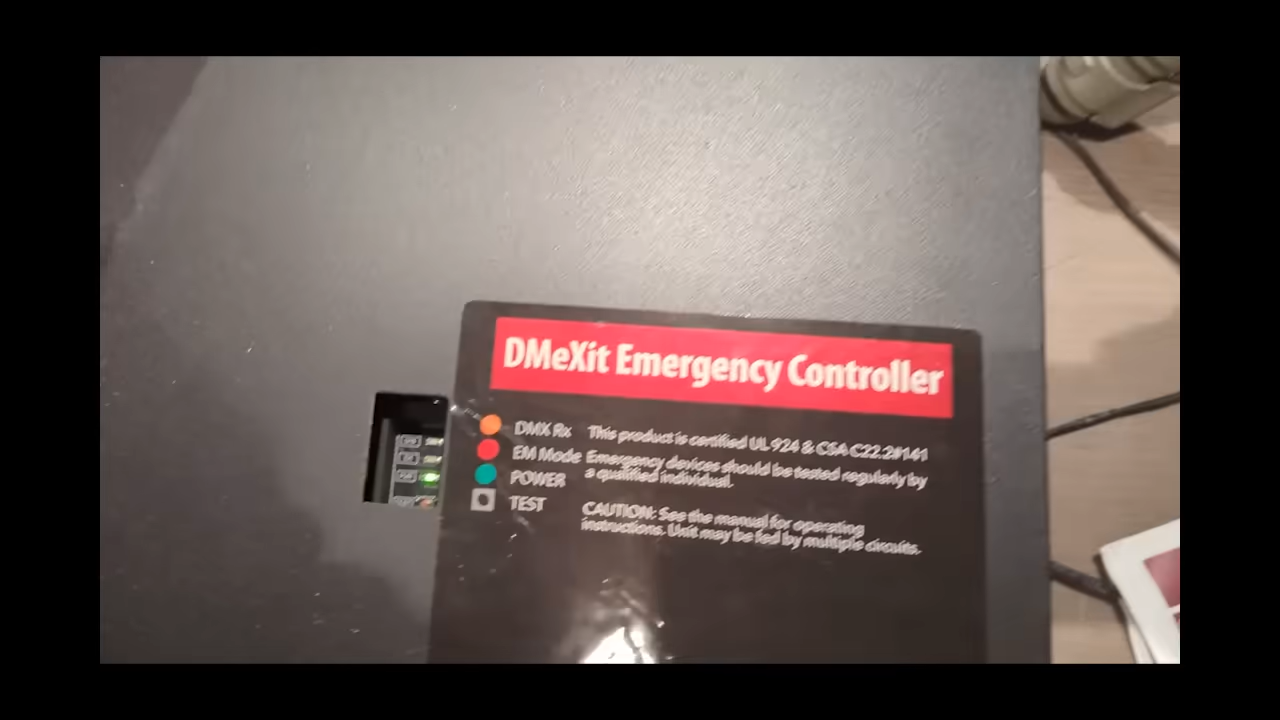 DMeXit Emergency Controller
DMX Rx
EM Mode
POWER
TEST
This product is certified UL 924 & CSA C22.2#141
Emergency devices should be tested regularly by
a qualified individual.
CAUTION: See the manual for operating
instructions. Unit may be fed by multiple circuits.